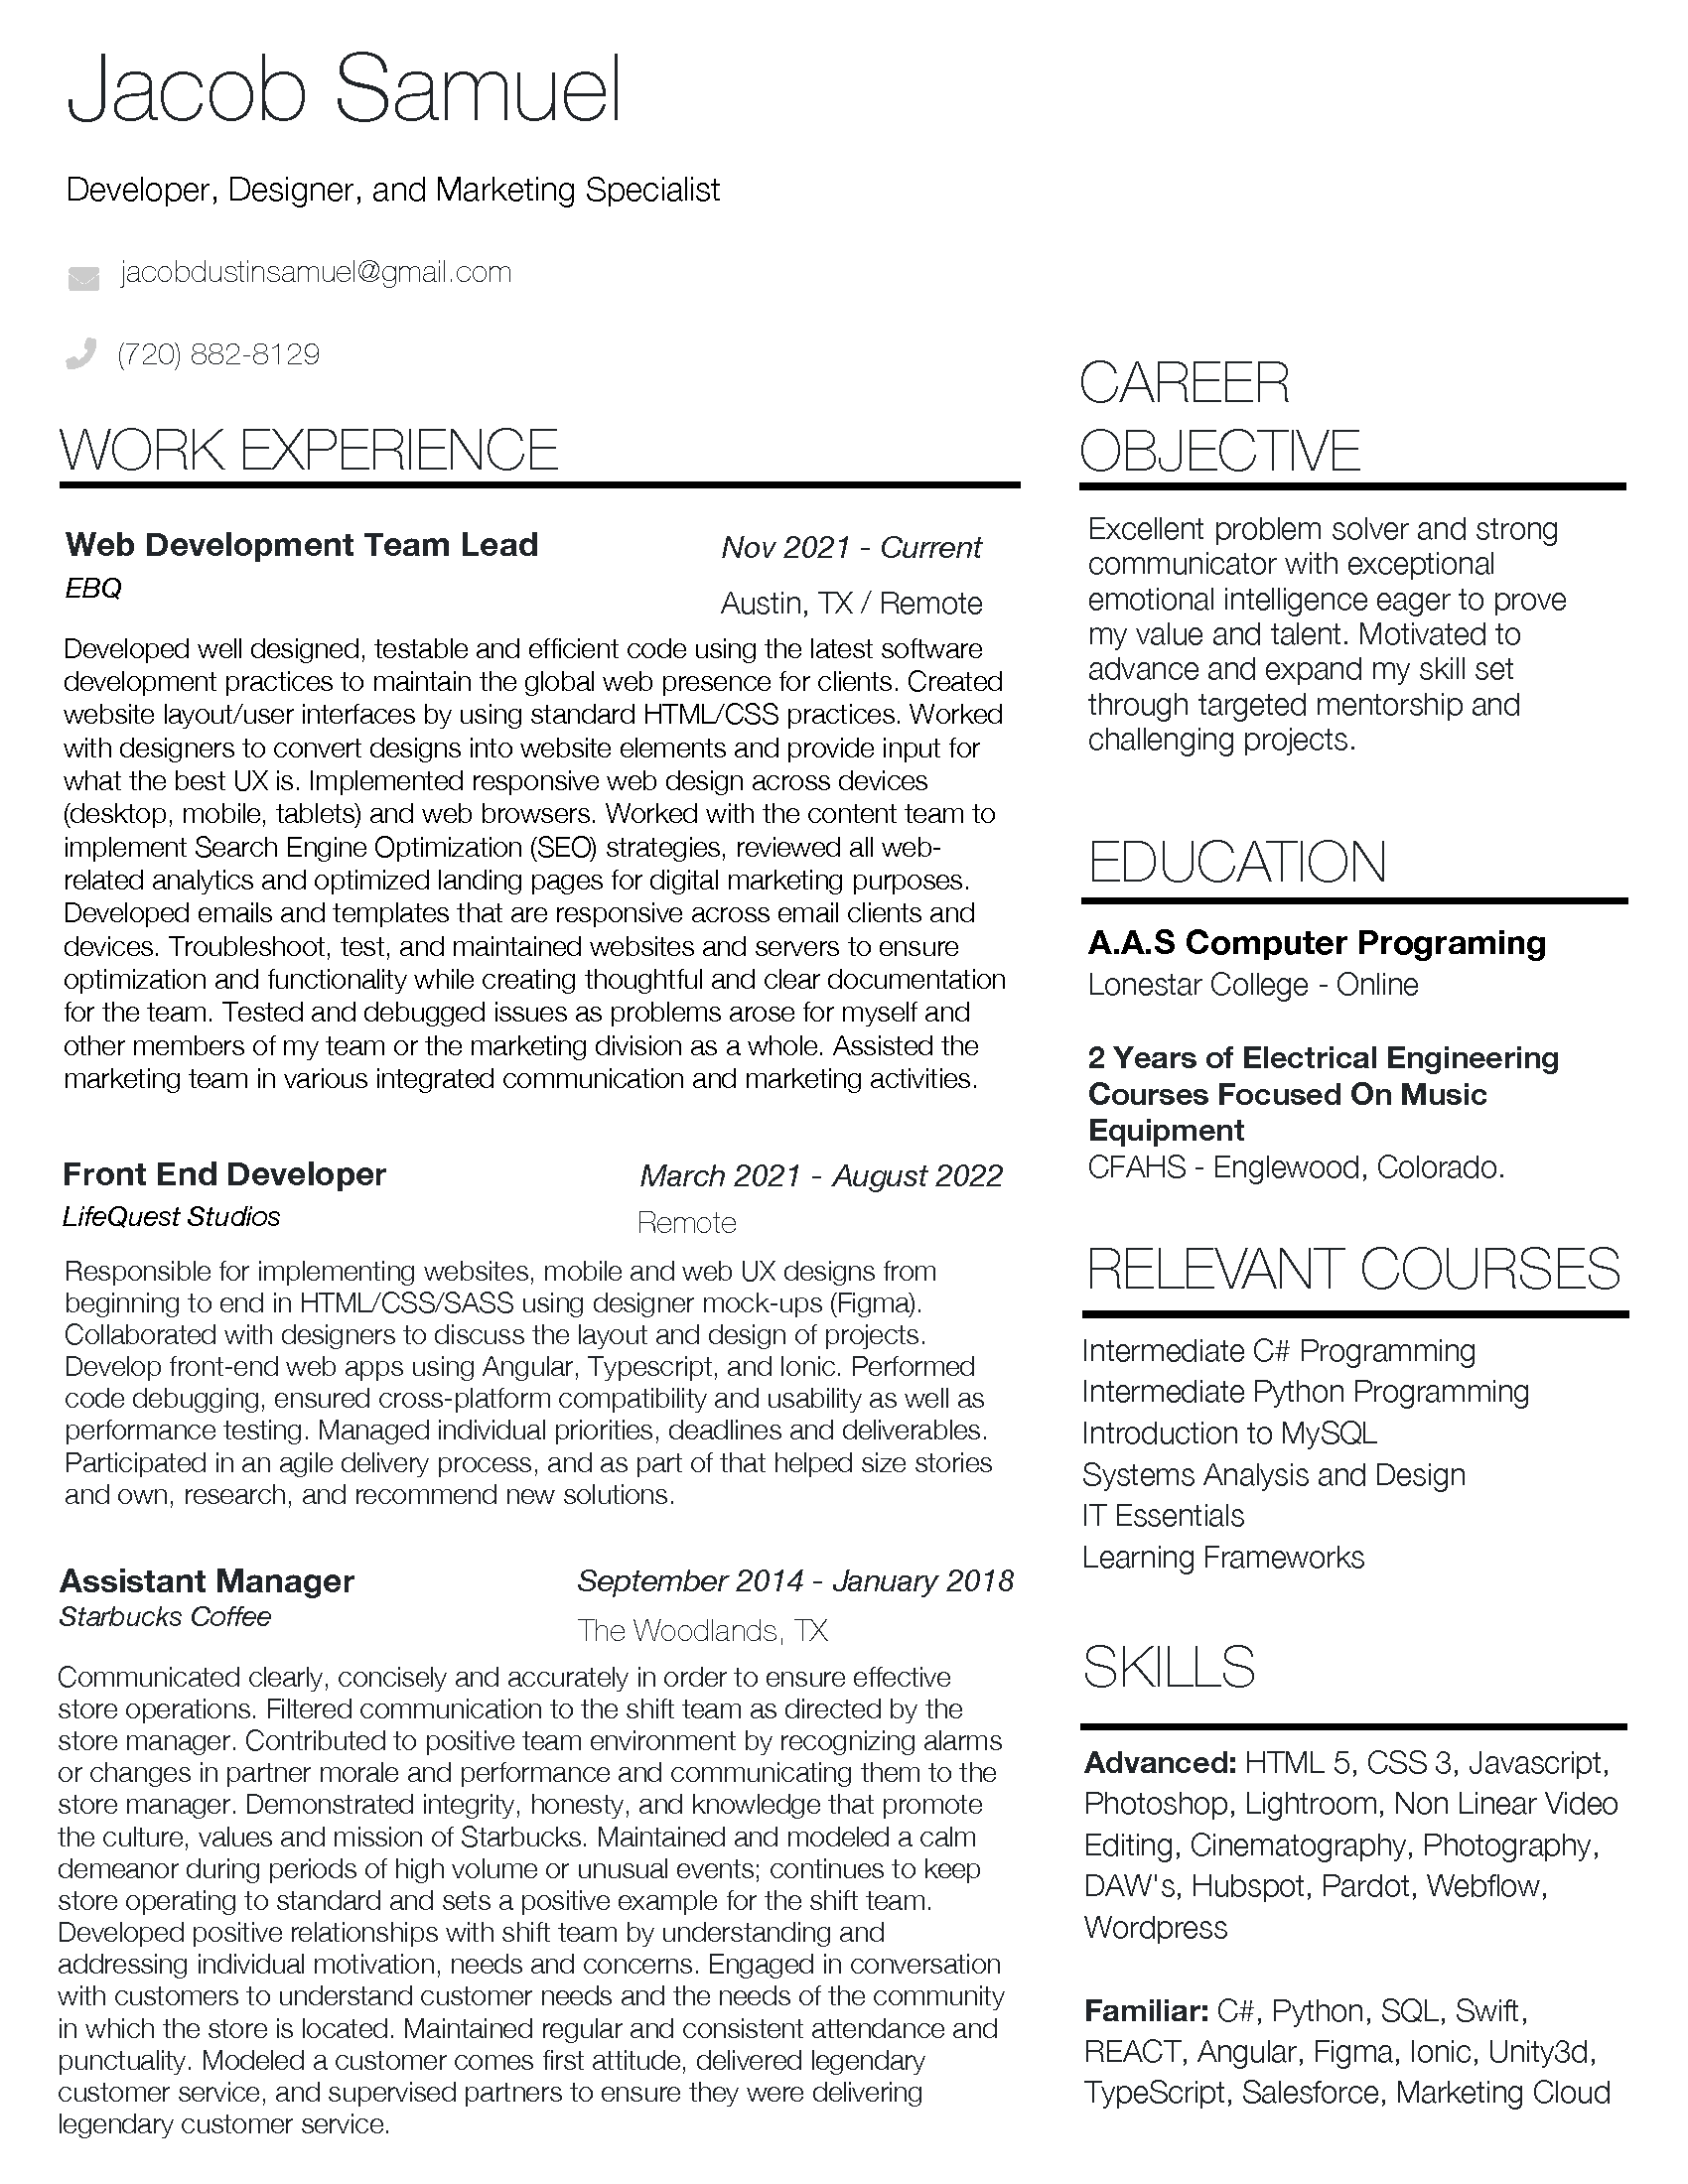 Jacob Samuel
Developer, Designer, and Marketing Specialist
jacobdustinsamuel@gmail.com
(720) 882-8129
WORK EXPERIENCE
Web Development Team Lead
Nov 2021 - Current
EBQ
Austin, TX / Remote
Developed well designed, testable and efficient code using the latest software
development practices to maintain the global web presence for clients. Created
website layout/user interfaces by using standard HTML/CSS practices. Worked
with designers to convert designs into website elements and provide input for
what the best UX is. Implemented responsive web design across devices
(desktop, mobile, tablets) and web browsers. Worked with the content team to
implement Search Engine Optimization (SEO) strategies, reviewed all web-
related analytics and optimized landing pages for digital marketing purposes.
Developed emails and templates that are responsive across email clients and
devices. Troubleshoot, test, and maintained websites and servers to ensure
optimization and functionality while creating thoughtful and clear documentation
for the team. Tested and debugged issues as problems arose for myself and
other members of my team or the marketing division as a whole. Assisted the
marketing team in various integrated communication and marketing activities.
Front End Developer
March 2021 - August 2022
LifeQuest Studios
Remote
Responsible for implementing websites, mobile and web UX designs from
beginning to end in HTML/CSS/SASS using designer mock-ups (Figma).
Collaborated with designers to discuss the layout and design of projects.
Develop front-end web apps using Angular, Typescript, and Ionic. Performed
code debugging, ensured cross-platform compatibility and usability as well as
performance testing. Managed individual priorities, deadlines and deliverables.
Participated in an agile delivery process, and as part of that helped size stories
and own, research, and recommend new solutions.
Assistant Manager
September 2014 - January 2018
Starbucks Coffee
The Woodlands, TX
Communicated clearly, concisely and accurately in order to ensure effective
store operations. Filtered communication to the shift team as directed by the
store manager. Contributed to positive team environment by recognizing alarms
or changes in partner morale and performance and communicating them to the
store manager. Demonstrated integrity, honesty, and knowledge that promote
the culture, values and mission of Starbucks. Maintained and modeled a calm
demeanor during periods of high volume or unusual events; continues to keep
store operating to standard and sets a positive example for the shift team.
Developed positive relationships with shift team by understanding and
addressing individual motivation, needs and concerns. Engaged in conversation
with customers to understand customer needs and the needs of the community
in which the store is located. Maintained regular and consistent attendance and
punctuality. Modeled a customer comes first attitude, delivered legendary
customer service, and supervised partners to ensure they were delivering
legendary customer service.
CAREER
OBJECTIVE
Excellent problem solver and strong
communicator with exceptional
emotional intelligence eager to prove
my value and talent. Motivated to
advance and expand my skill set
through targeted mentorship and
challenging projects.
EDUCATION
A.A.S Computer Programing
Lonestar College - Online
2 Years of Electrical Engineering
Courses Focused On Music
Equipment
CFAHS - Englewood, Colorado.
RELEVANT COURSES
Intermediate C# Programming
Intermediate Python Programming
Introduction to MySQL
Systems Analysis and Design
IT Essentials
Learning Frameworks
SKILLS
Advanced: HTML 5, CSS 3, Javascript,
Photoshop, Lightroom, Non Linear Video
Editing, Cinematography, Photography,
DAW's, Hubspot, Pardot, Webflow,
Wordpress
Familiar: C#, Python, SQL, Swift,
REACT, Angular, Figma, Ionic, Unity3d,
TypeScript, Salesforce, Marketing Cloud